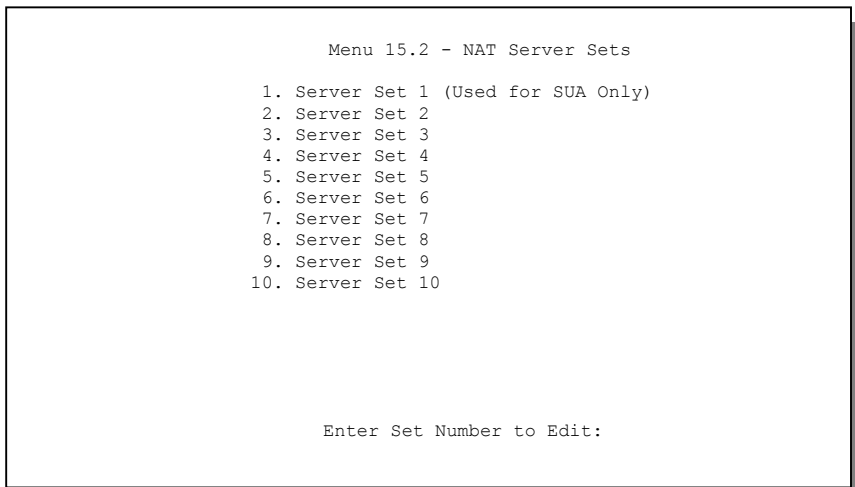 Menu 15.2 - NAT Server Sets
1. Server Set 1 (Used for SUA Only)
2. Server Set 2
3. Server Set 3
4. Server Set 4
5. Server Set 5
6. Server Set 6
7. Server Set 7
8. Server Set 8
9. Server Set 9
10. Server Set 10
Enter Set Number to Edit: